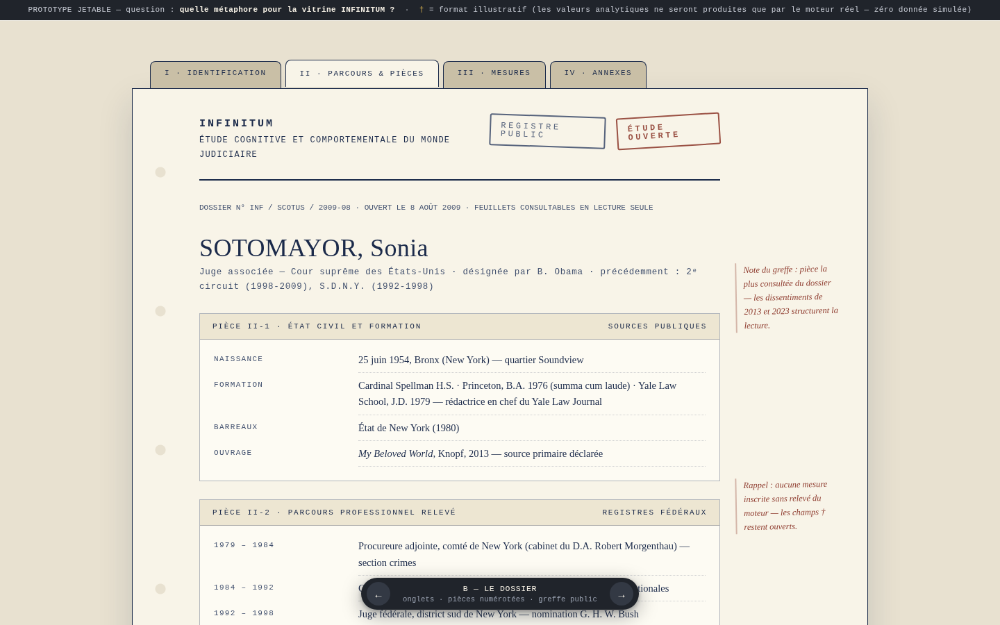 PROTOTYPE JETABLE — question : quelle métaphore pour la vitrine INFINITUM ? · † = format illustratif (les valeurs analytiques ne seront produites que par le moteur réel — zéro donnée simulée)
I · IDENTIFICATION
II · PARCOURS & PIÈCES
III · MESURES
IV · ANNEXES
INFINITUM
ÉTUDE COGNITIVE ET COMPORTEMENTALE DU MONDE
JUDICIAIRE
REGISTRE
PUBLIC
ÉTUDE
OUVERTE
DOSSIER N° INF / SCOTUS / 2009-08 · OUVERT LE 8 AOÛT 2009 · FEUILLETS CONSULTABLES EN LECTURE SEULE
SOTOMAYOR, Sonia
Juge associée — Cour suprême des États-Unis · désignée par B. Obama · précédemment : 2ᵉ
circuit (1998-2009), S.D.N.Y. (1992-1998)
Note du greffe : pièce la
plus consultée du dossier
— les dissentiments de
2013 et 2023 structurent la
lecture.
PIÈCE II-1 · ÉTAT CIVIL ET FORMATION
SOURCES PUBLIQUES
NAISSANCE
25 juin 1954, Bronx (New York) — quartier Soundview
FORMATION
Cardinal Spellman H.S. · Princeton, B.A. 1976 (summa cum laude) · Yale Law
School, J.D. 1979 — rédactrice en chef du Yale Law Journal
BARREAUX
État de New York (1980)
OUVRAGE
My Beloved World, Knopf, 2013 — source primaire déclarée
Rappel : aucune mesure
inscrite sans relevé du
moteur — les champs †
restent ouverts.
PIÈCE II-2 · PARCOURS PROFESSIONNEL RELEVÉ
REGISTRES FÉDÉRAUX
1979 – 1984
Procureure adjointe, comté de New York (cabinet du D.A. Robert Morgenthau) —
section crimes
1984 – 1992
1992 – 1998
Juge fédérale, district sud de New York — nomination G. H. W. Bush
←
B — LE DOSSIER
onglets · pièces numérotées · greffe public
→